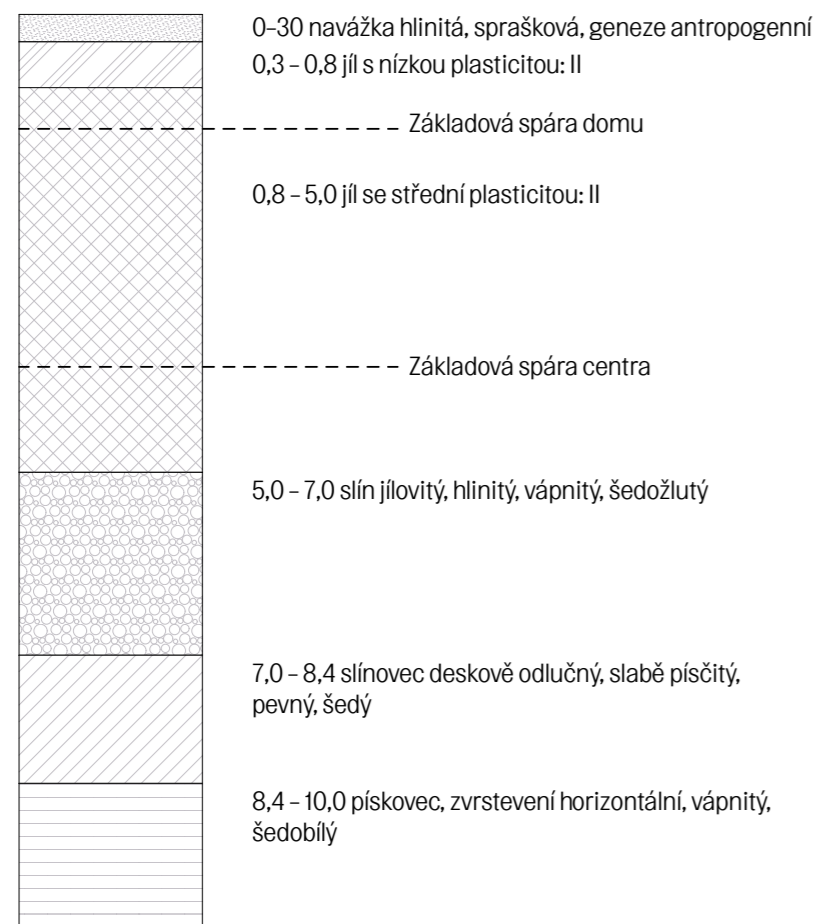 0–30 navážka hlinitá, sprašková, geneze antropogenní
0,3 – 0,8 jíl s nízkou plasticitou: II
Základová spára domu
0,8 – 5,0 jíl se střední plasticitou: II
Základová spára centra
5,0 – 7,0 slín jílovitý, hlinitý, vápnitý, šedožlutý
7,0 – 8,4 slínovec deskově odlučný, slabě písčitý,
pevný, šedý
8,4 – 10,0 pískovec, zvrstevení horizontální, vápnitý,
šedobílý